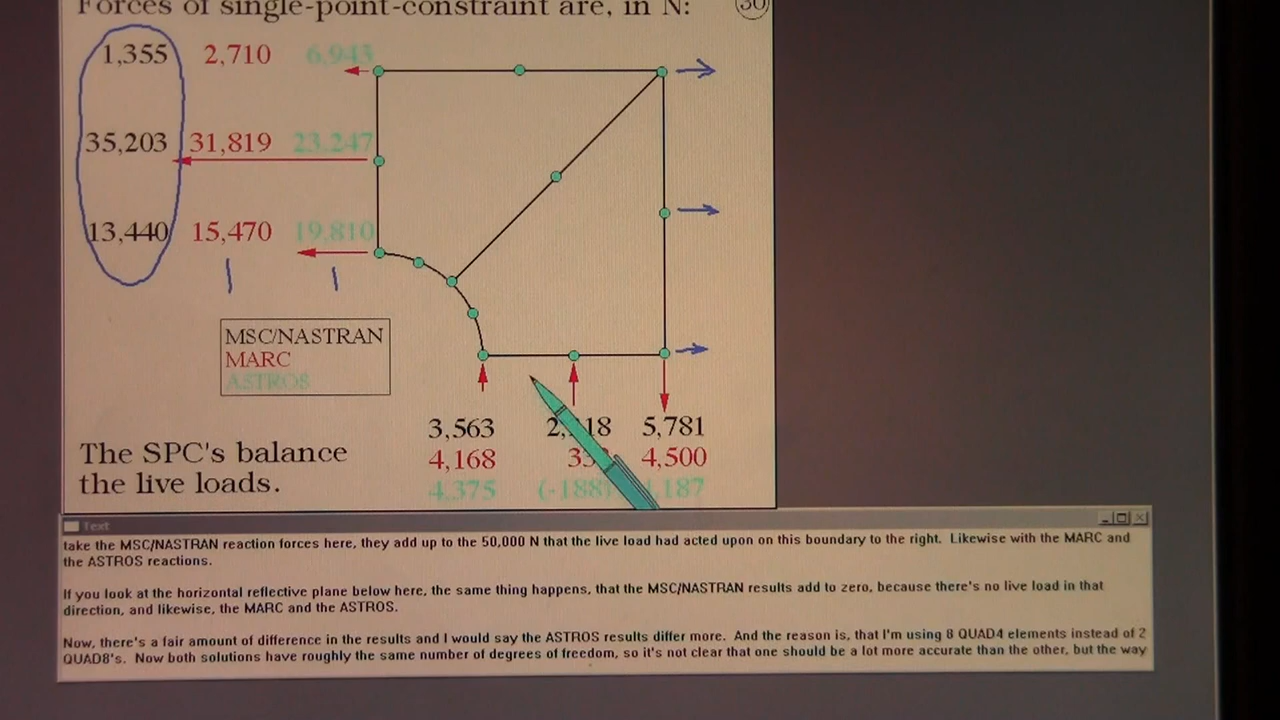 Forces of single-point-constraint are, in N:
30
1,355 2,710 6,943
35,203 31,819 23,247
13,440 15,470 19,810
MSC/NASTRAN
MARC
ASTROS
3,563 5,781
4,168 4,500
4,375 (-188)
The SPC's balance
the live loads.
Text
take the MSC/NASTRAN reaction forces here, they add up to the 50,000 N that the live load had acted upon on this boundary to the right. Likewise with the MARC and
the ASTROS reactions.
If you look at the horizontal reflective plane below here, the same thing happens, that the MSC/NASTRAN results add to zero, because there's no live load in that
direction, and likewise, the MARC and the ASTROS.
Now, there's a fair amount of difference in the results and I would say the ASTROS results differ more. And the reason is, that I'm using 8 QUAD4 elements instead of 2
QUAD8's. Now both solutions have roughly the same number of degrees of freedom, so it's not clear that one should be a lot more accurate than the other, but the way